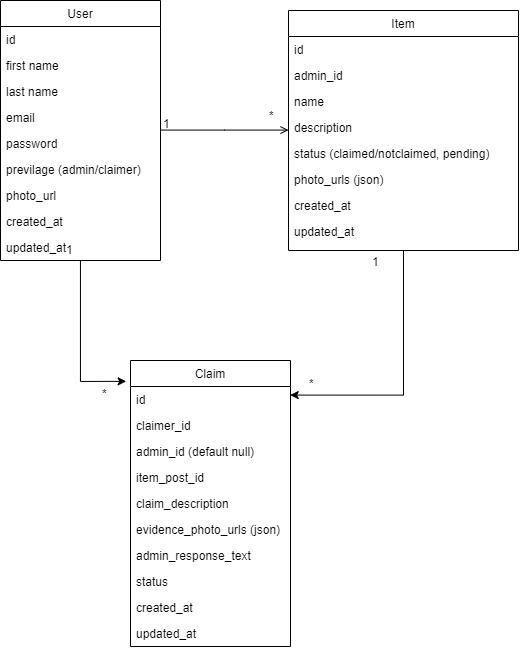 User
id
first name
last name
email
password
previlage (admin/claimer)
photo_url
created_at
updated_at
1
*
Item
id
admin_id
name
description
status (claimed/notclaimed, pending)
photo_urls (json)
created_at
updated_at
1
1
*
*
Claim
id
claimer_id
admin_id (default null)
item_post_id
claim_description
evidence_photo_urls (json)
admin_response_text
status
created_at
updated_at